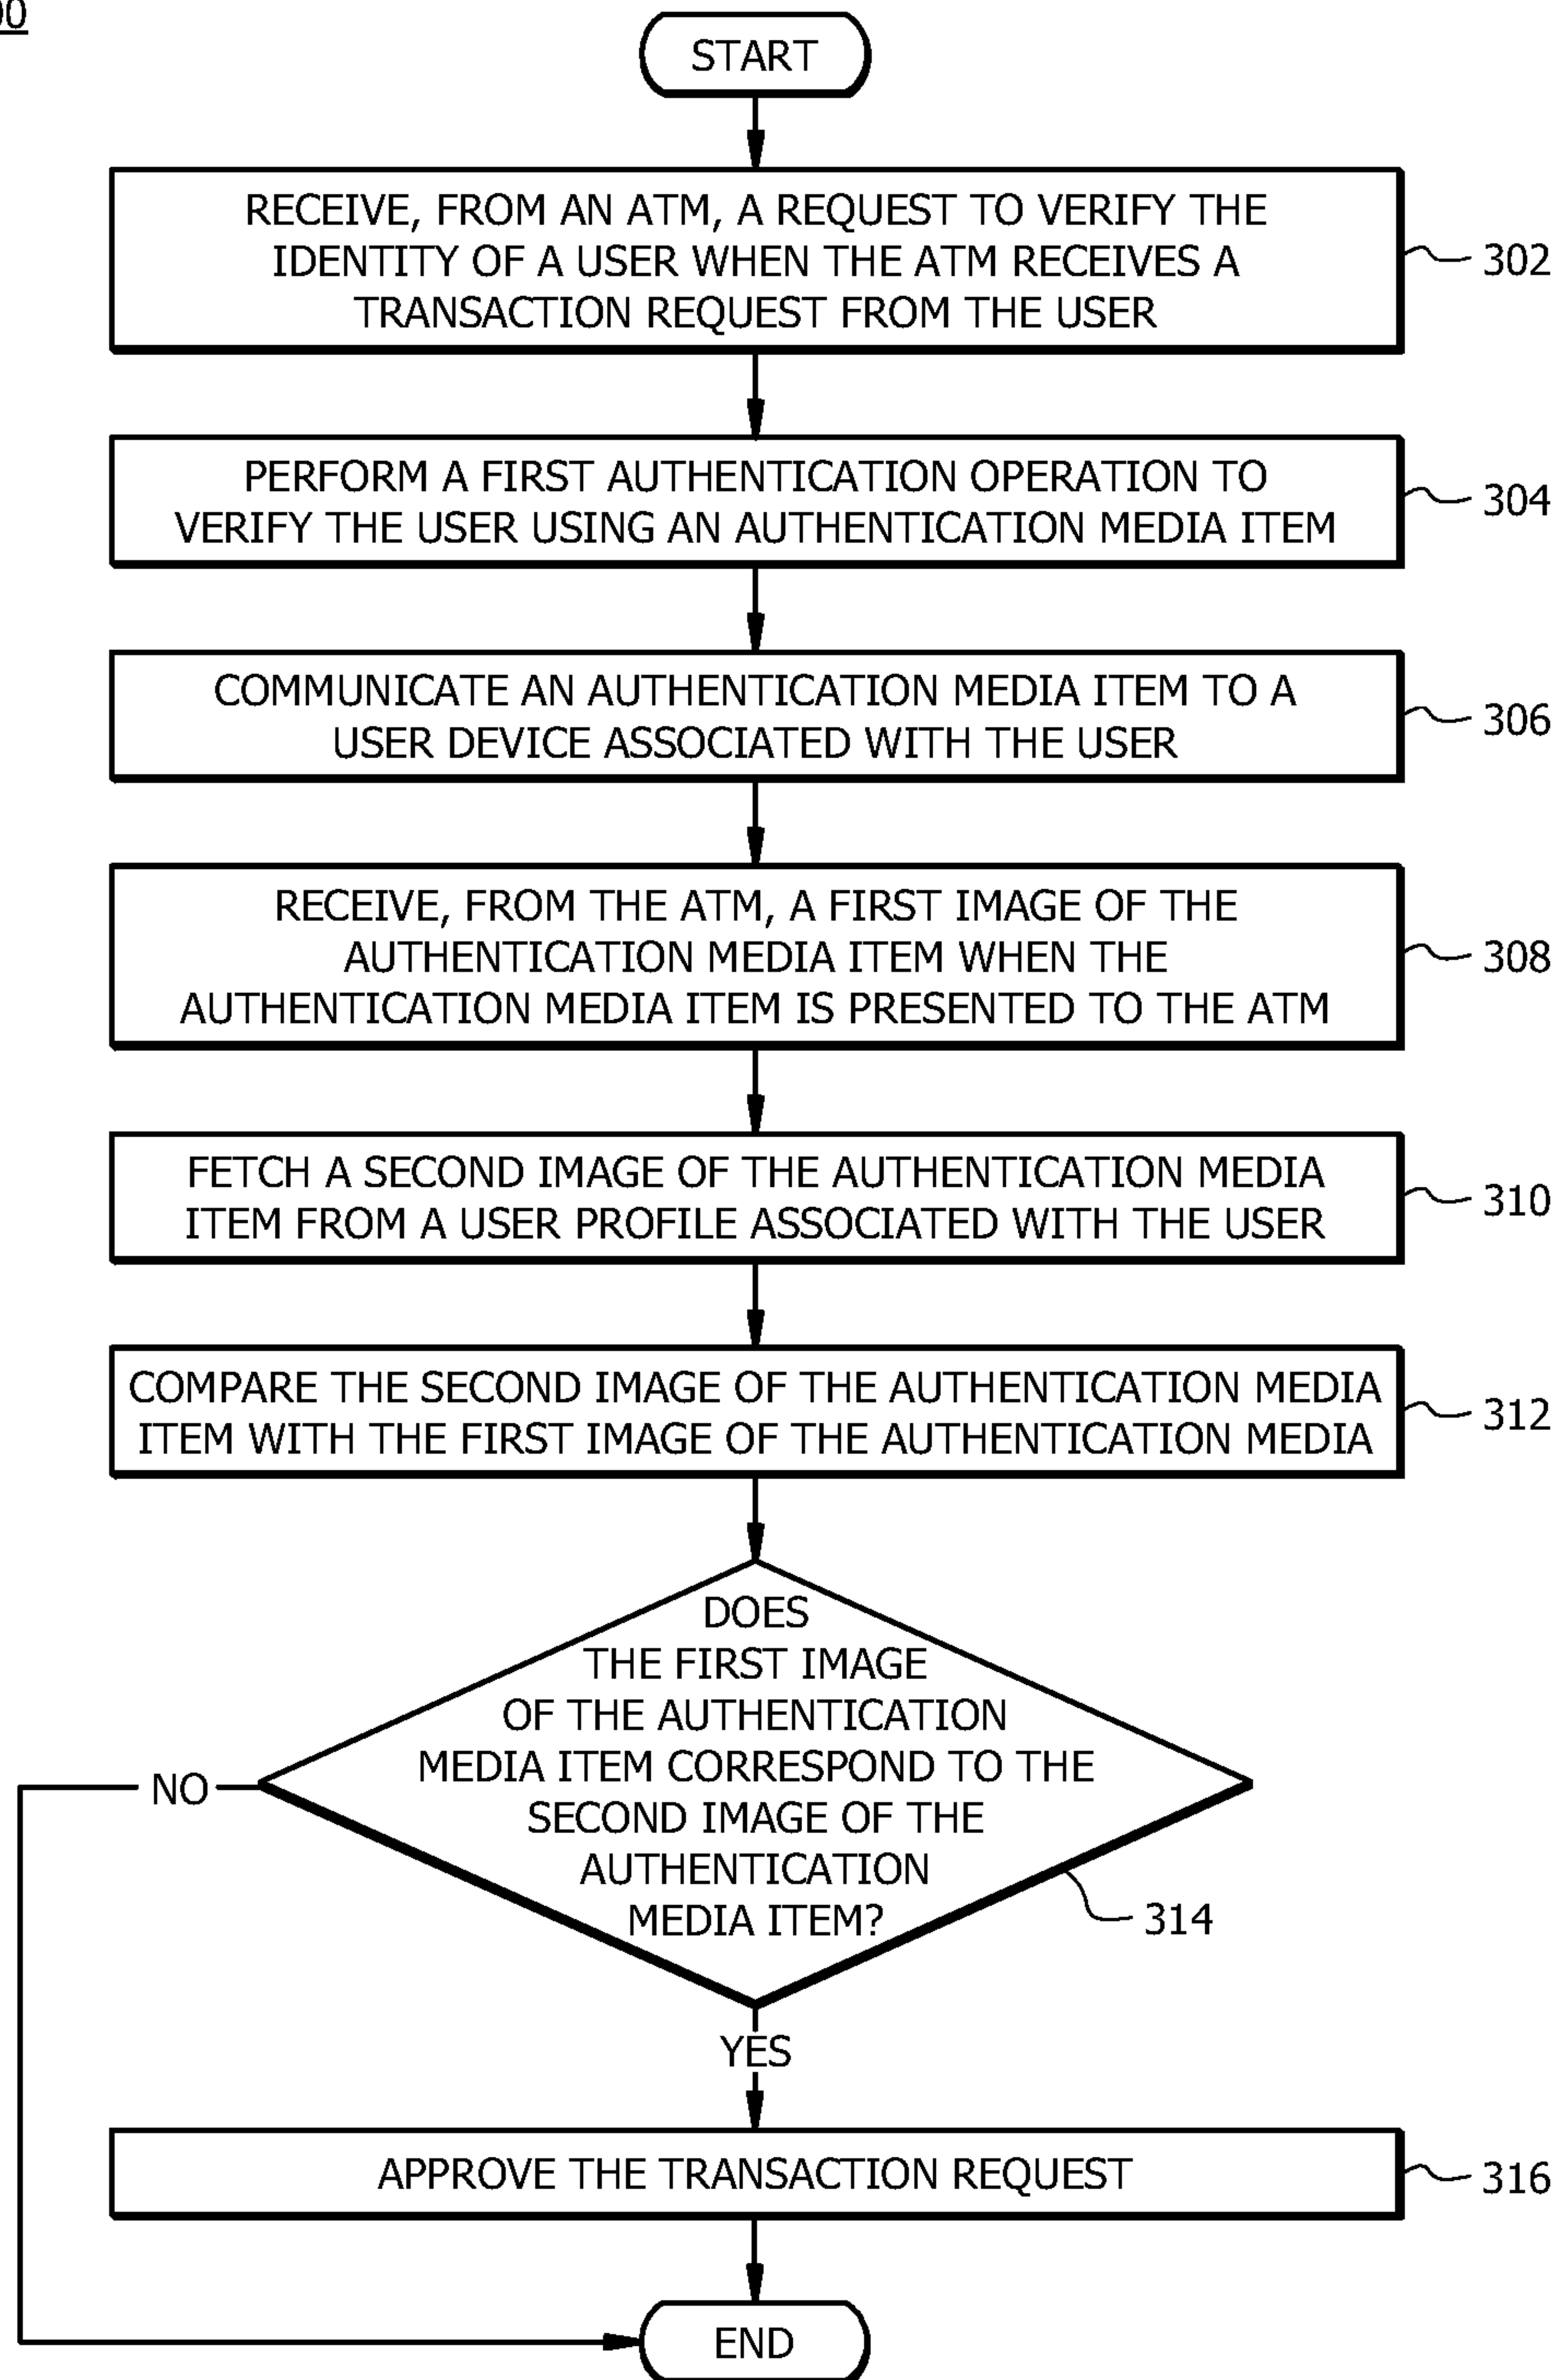 00
START
RECEIVE, FROM AN ATM, A REQUEST TO VERIFY THE
IDENTITY OF A USER WHEN THE ATM RECEIVES A
TRANSACTION REQUEST FROM THE USER
302
PERFORM A FIRST AUTHENTICATION OPERATION TO
VERIFY THE USER USING AN AUTHENTICATION MEDIA ITEM
304
COMMUNICATE AN AUTHENTICATION MEDIA ITEM TO A
USER DEVICE ASSOCIATED WITH THE USER
306
RECEIVE, FROM THE ATM, A FIRST IMAGE OF THE
AUTHENTICATION MEDIA ITEM WHEN THE
AUTHENTICATION MEDIA ITEM IS PRESENTED TO THE ATM
308
FETCH A SECOND IMAGE OF THE AUTHENTICATION MEDIA
ITEM FROM A USER PROFILE ASSOCIATED WITH THE USER
310
COMPARE THE SECOND IMAGE OF THE AUTHENTICATION MEDIA
ITEM WITH THE FIRST IMAGE OF THE AUTHENTICATION MEDIA
312
DOES
THE FIRST IMAGE
OF THE AUTHENTICATION
MEDIA ITEM CORRESPOND TO THE
SECOND IMAGE OF THE
AUTHENTICATION
MEDIA ITEM?
NO
314
YES
APPROVE THE TRANSACTION REQUEST
316
END